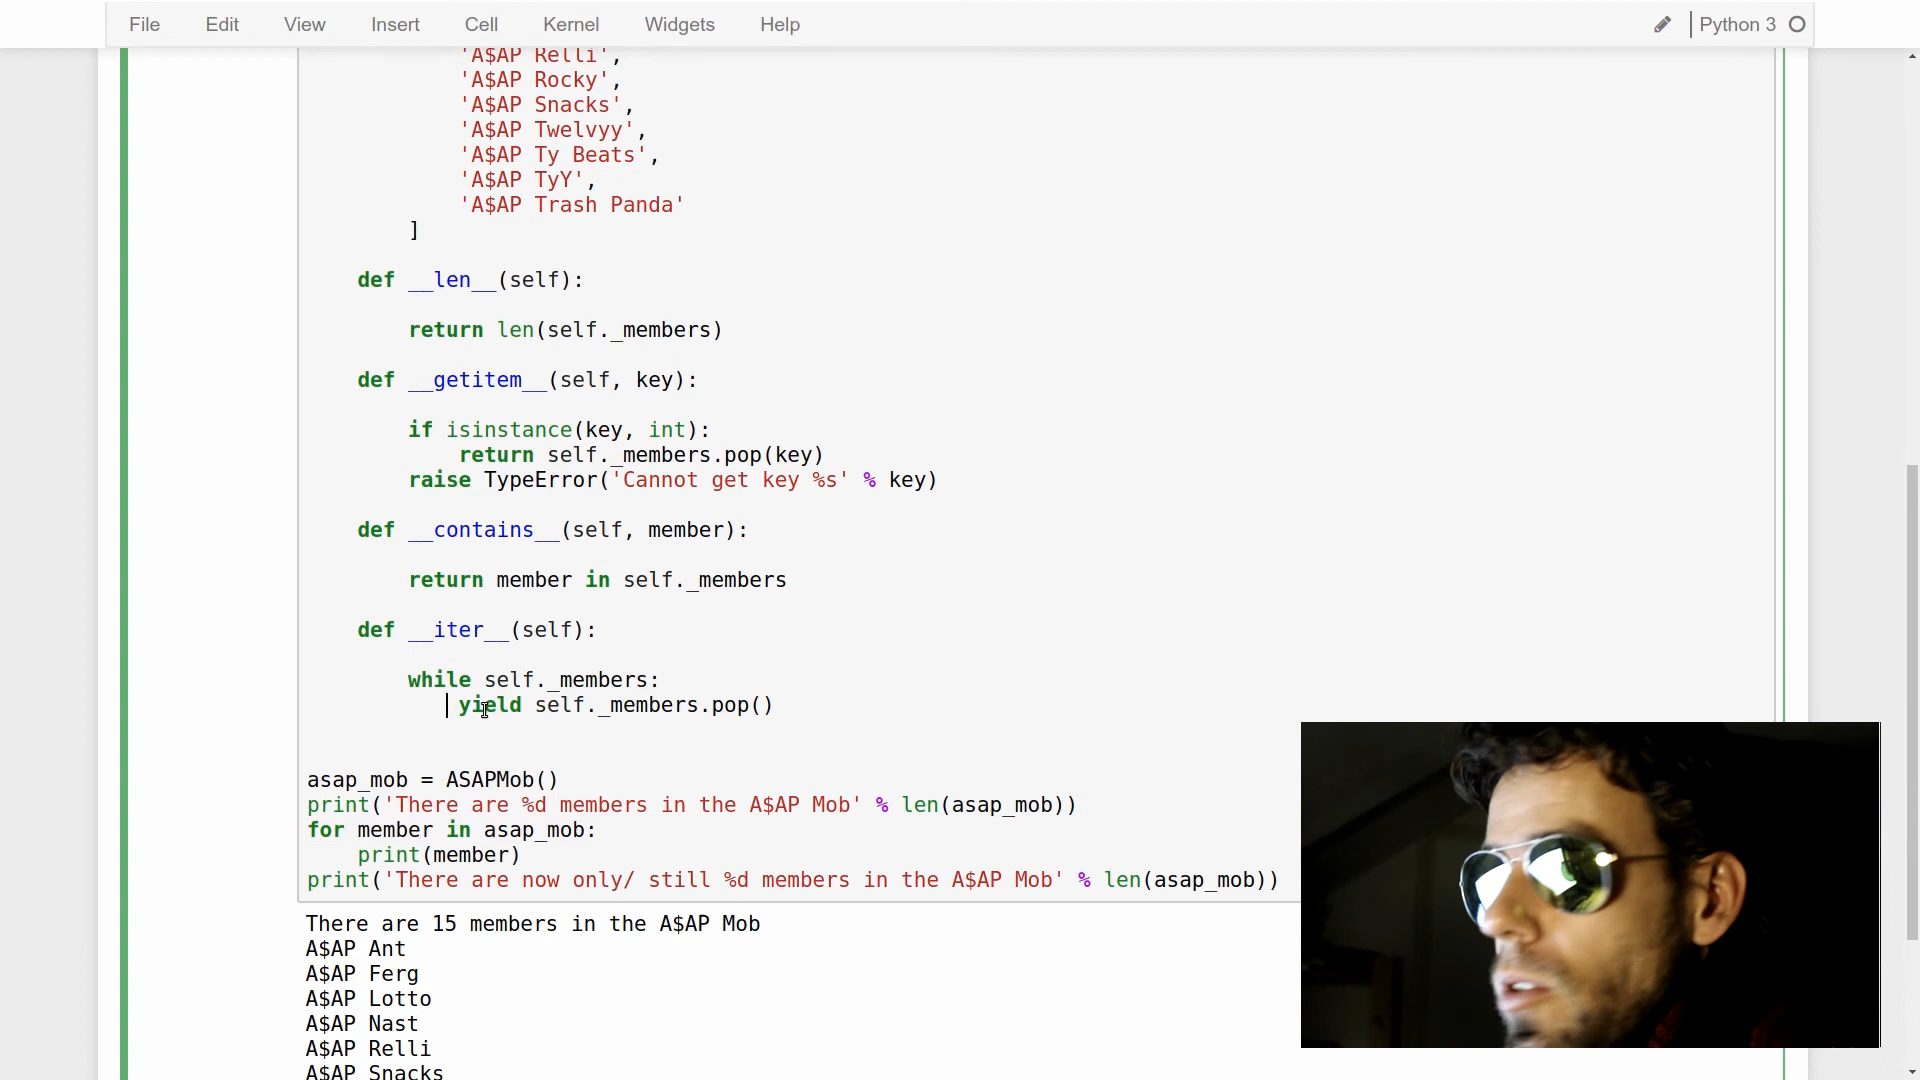 File Edit View Insert Cell Kernel Widgets Help Python 3
'A$AP Relli',
'A$AP Rocky',
'A$AP Snacks',
'A$AP Twelvyy',
'A$AP Ty Beats',
'A$AP TyY',
'A$AP Trash Panda'
]
def __len__(self):
return len(self._members)
def __getitem__(self, key):
if isinstance(key, int):
return self._members.pop(key)
raise TypeError('Cannot get key %s' % key)
def __contains__(self, member):
return member in self._members
def __iter__(self):
while self._members:
yield self._members.pop()
asap_mob = ASAPMob()
print('There are %d members in the A$AP Mob' % len(asap_mob))
for member in asap_mob:
print(member)
print('There are now only/ still %d members in the A$AP Mob' % len(asap_mob))
There are 15 members in the A$AP Mob
A$AP Ant
A$AP Ferg
A$AP Lotto
A$AP Nast
A$AP Relli
A$AP Snacks